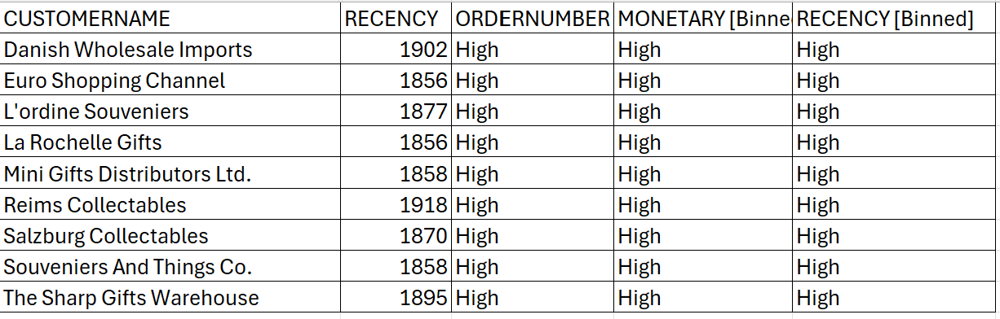 CUSTOMERNAME RECENCY ORDERNUMBER MONETARY [Binne RECENCY [Binned]
Danish Wholesale Imports 1902 High High High
Euro Shopping Channel 1856 High High High
L'ordine Souveniers 1877 High High High
La Rochelle Gifts 1856 High High High
Mini Gifts Distributors Ltd. 1858 High High High
Reims Collectables 1918 High High High
Salzburg Collectables 1870 High High High
Souveniers And Things Co. 1858 High High High
The Sharp Gifts Warehouse 1895 High High High